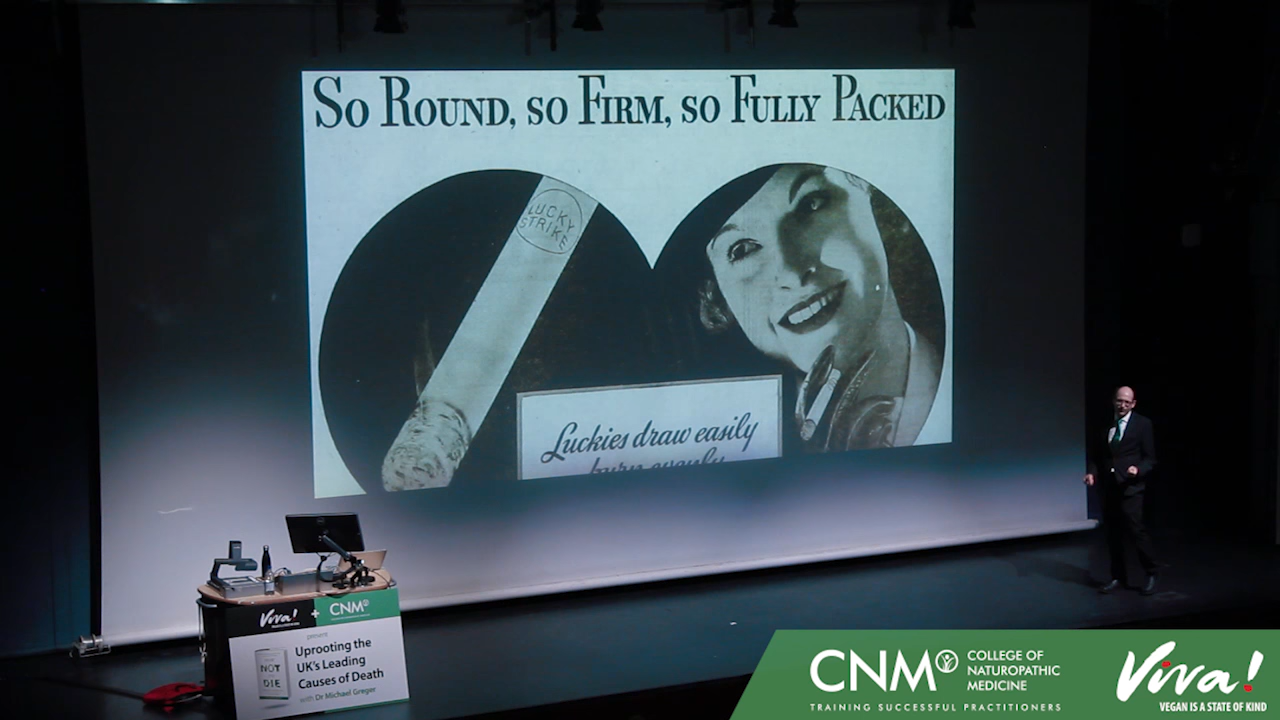 SO ROUND, SO FIRM, SO FULLY PACKED
LUCKY
STRIKE
Luckies draw easily
burn evenly
Viva! + CNM
present
Uprooting the
UK's Leading
Causes of Death
with Dr Michael Greger
NOT
DIE
CNM
COLLEGE OF
NATUROPATHIC
MEDICINE
TRAINING SUCCESSFUL PRACTITIONERS
Viva!
VEGAN IS A STATE OF KIND